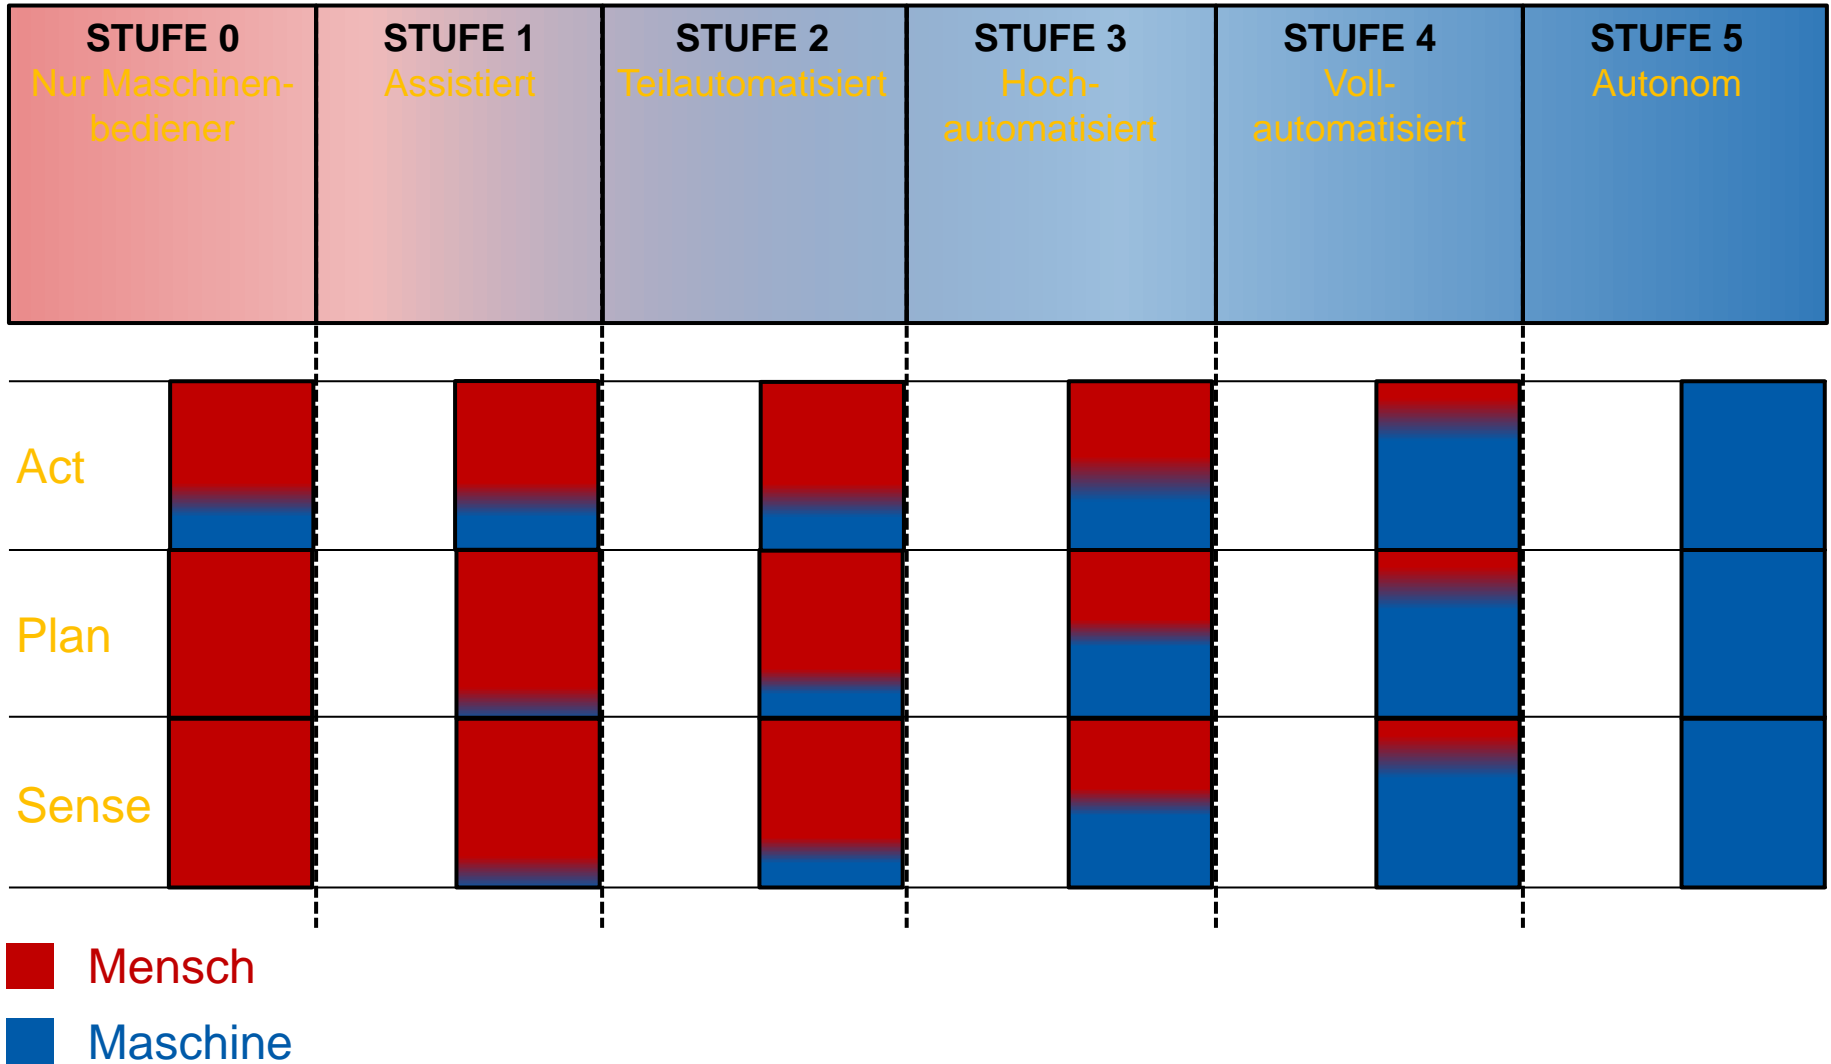 STUFE 0
Nur Maschinen-
bediener
STUFE 1
Assistiert
STUFE 2
Teilautomatisiert
STUFE 3
Hoch-
automatisiert
STUFE 4
Voll-
automatisiert
STUFE 5
Autonom
Act
Plan
Sense
Mensch
Maschine